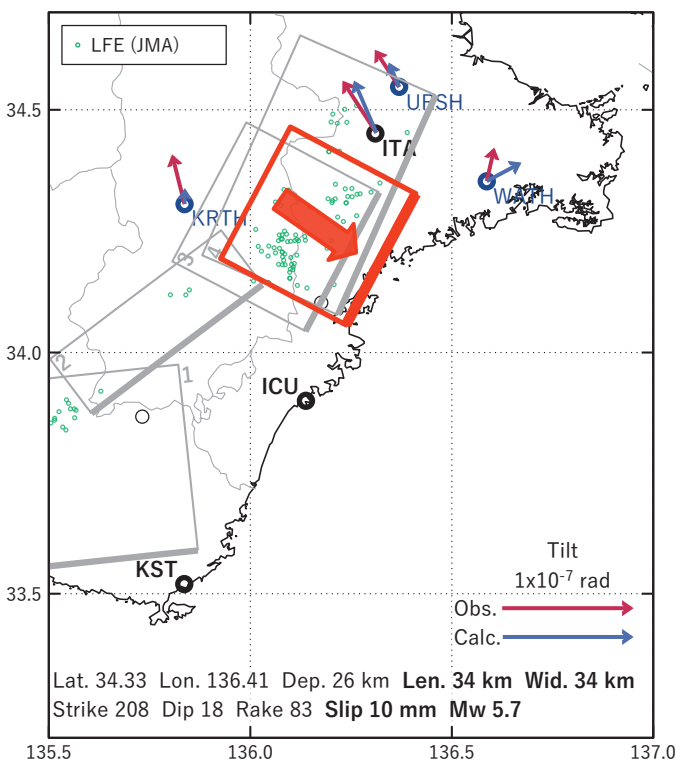 LFE (JMA)
34.5
URSH
ITA
WATH
KRTH
3
4
34.0
2
1
ICU
KST
33.5
Tilt
1x10-7 rad
Obs.
Calc.
Lat. 34.33 Lon. 136.41 Dep. 26 km Len. 34 km Wid. 34 km
Strike 208 Dip 18 Rake 83 Slip 10 mm Mw 5.7
135.5 136.0 136.5 137.0